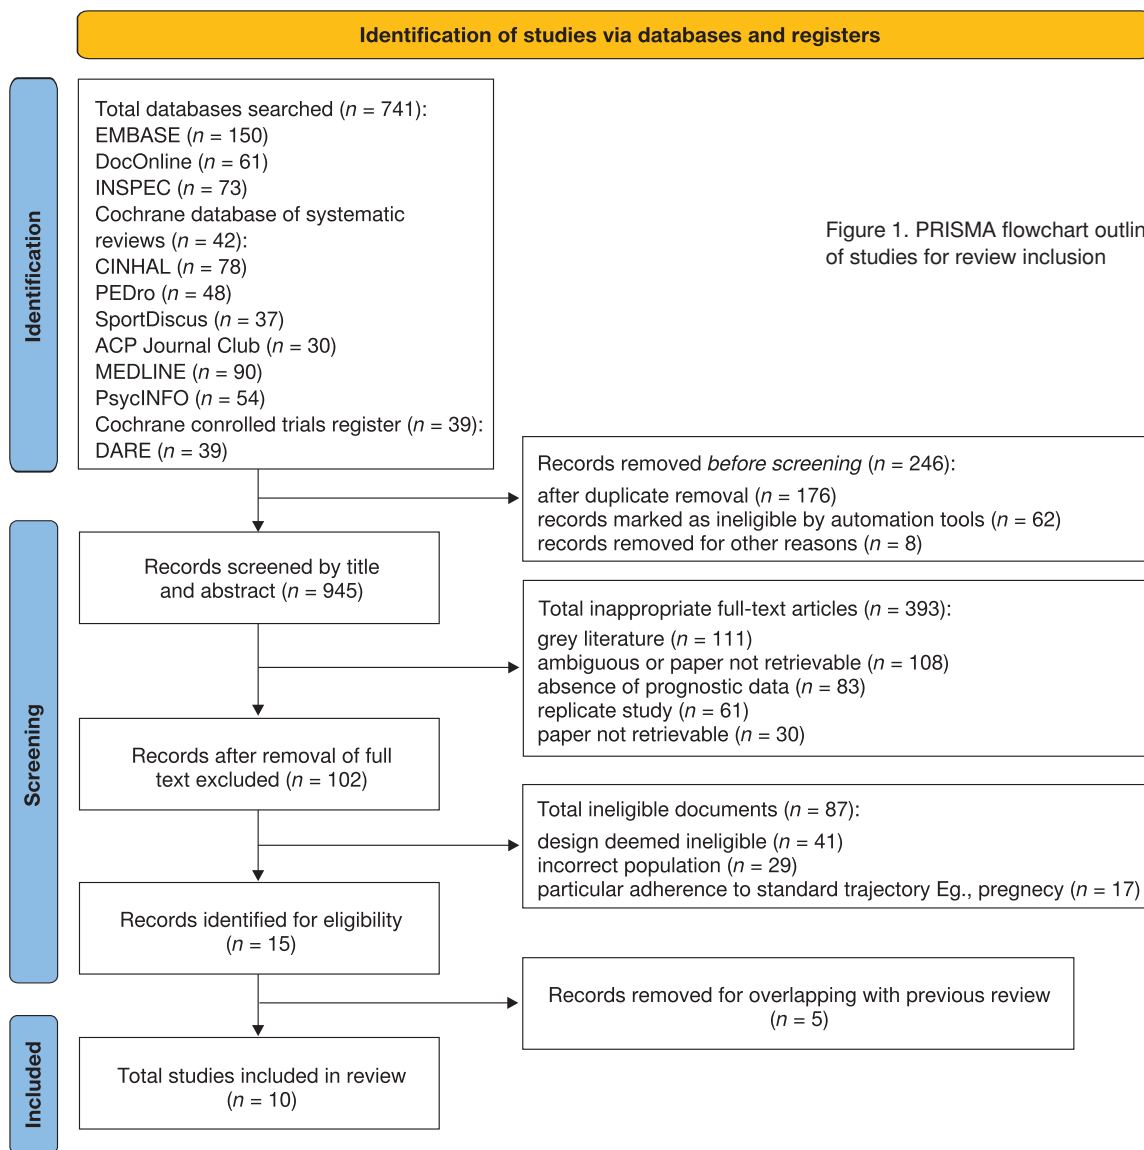 Identification of studies via databases and registers
Identification
Total databases searched (n = 741):
EMBASE (n = 150)
DocOnline (n = 61)
INSPEC (n = 73)
Cochrane database of systematic
reviews (n = 42):
CINHAL (n = 78)
PEDro (n = 48)
SportDiscus (n = 37)
ACP Journal Club (n = 30)
MEDLINE (n = 90)
PsycINFO (n = 54)
Cochrane conrolled trials register (n = 39):
DARE (n = 39)
Figure 1. PRISMA flowchart outlin
of studies for review inclusion
Records removed before screening (n = 246):
after duplicate removal (n = 176)
records marked as ineligible by automation tools (n = 62)
records removed for other reasons (n = 8)
Screening
Records screened by title
and abstract (n = 945)
Total inappropriate full-text articles (n = 393):
grey literature (n = 111)
ambiguous or paper not retrievable (n = 108)
absence of prognostic data (n = 83)
replicate study (n = 61)
paper not retrievable (n = 30)
Records after removal of full
text excluded (n = 102)
Total ineligible documents (n = 87):
design deemed ineligible (n = 41)
incorrect population (n = 29)
particular adherence to standard trajectory Eg., pregnecy (n = 17)
Records identified for eligibility
(n = 15)
Records removed for overlapping with previous review
(n = 5)
Included
Total studies included in review
(n = 10)